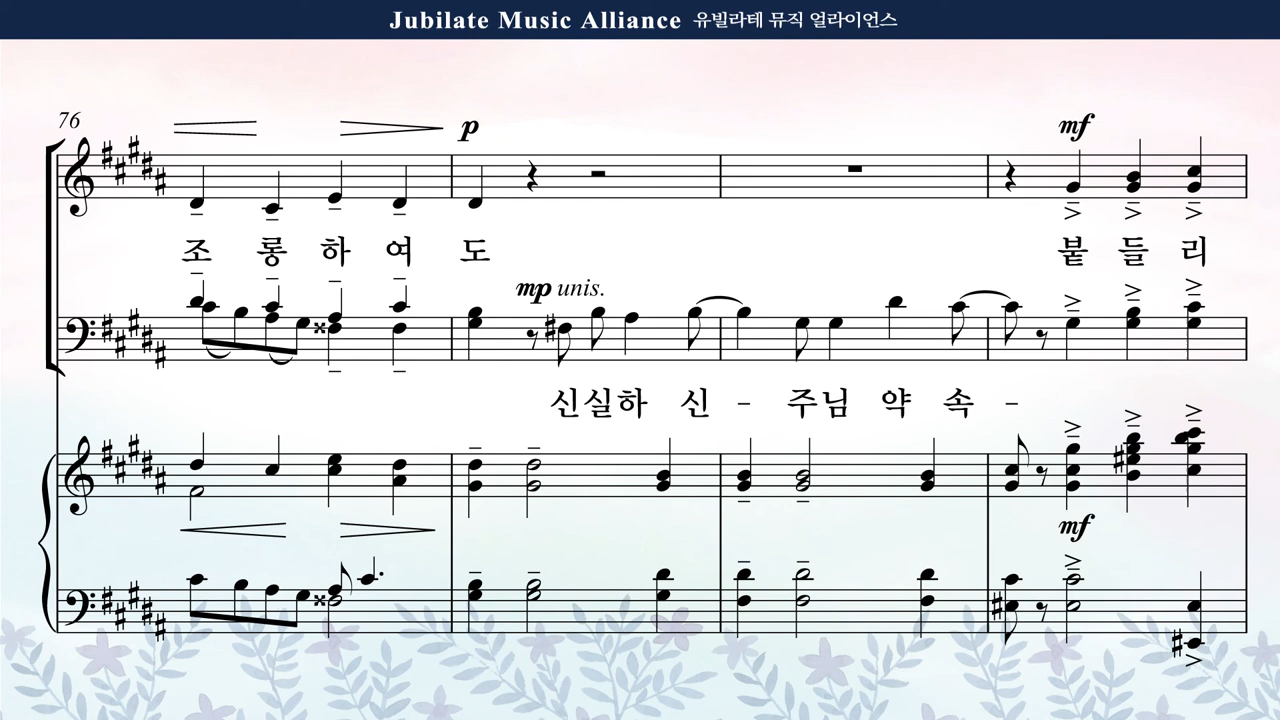 Jubilate Music Alliance 유빌라테 뮤직 얼라이언스
76
p
mf
조 롱 하 여 도 붙 들 리
mp unis.
신 실 하 신 - 주 님 약 속 -
mf